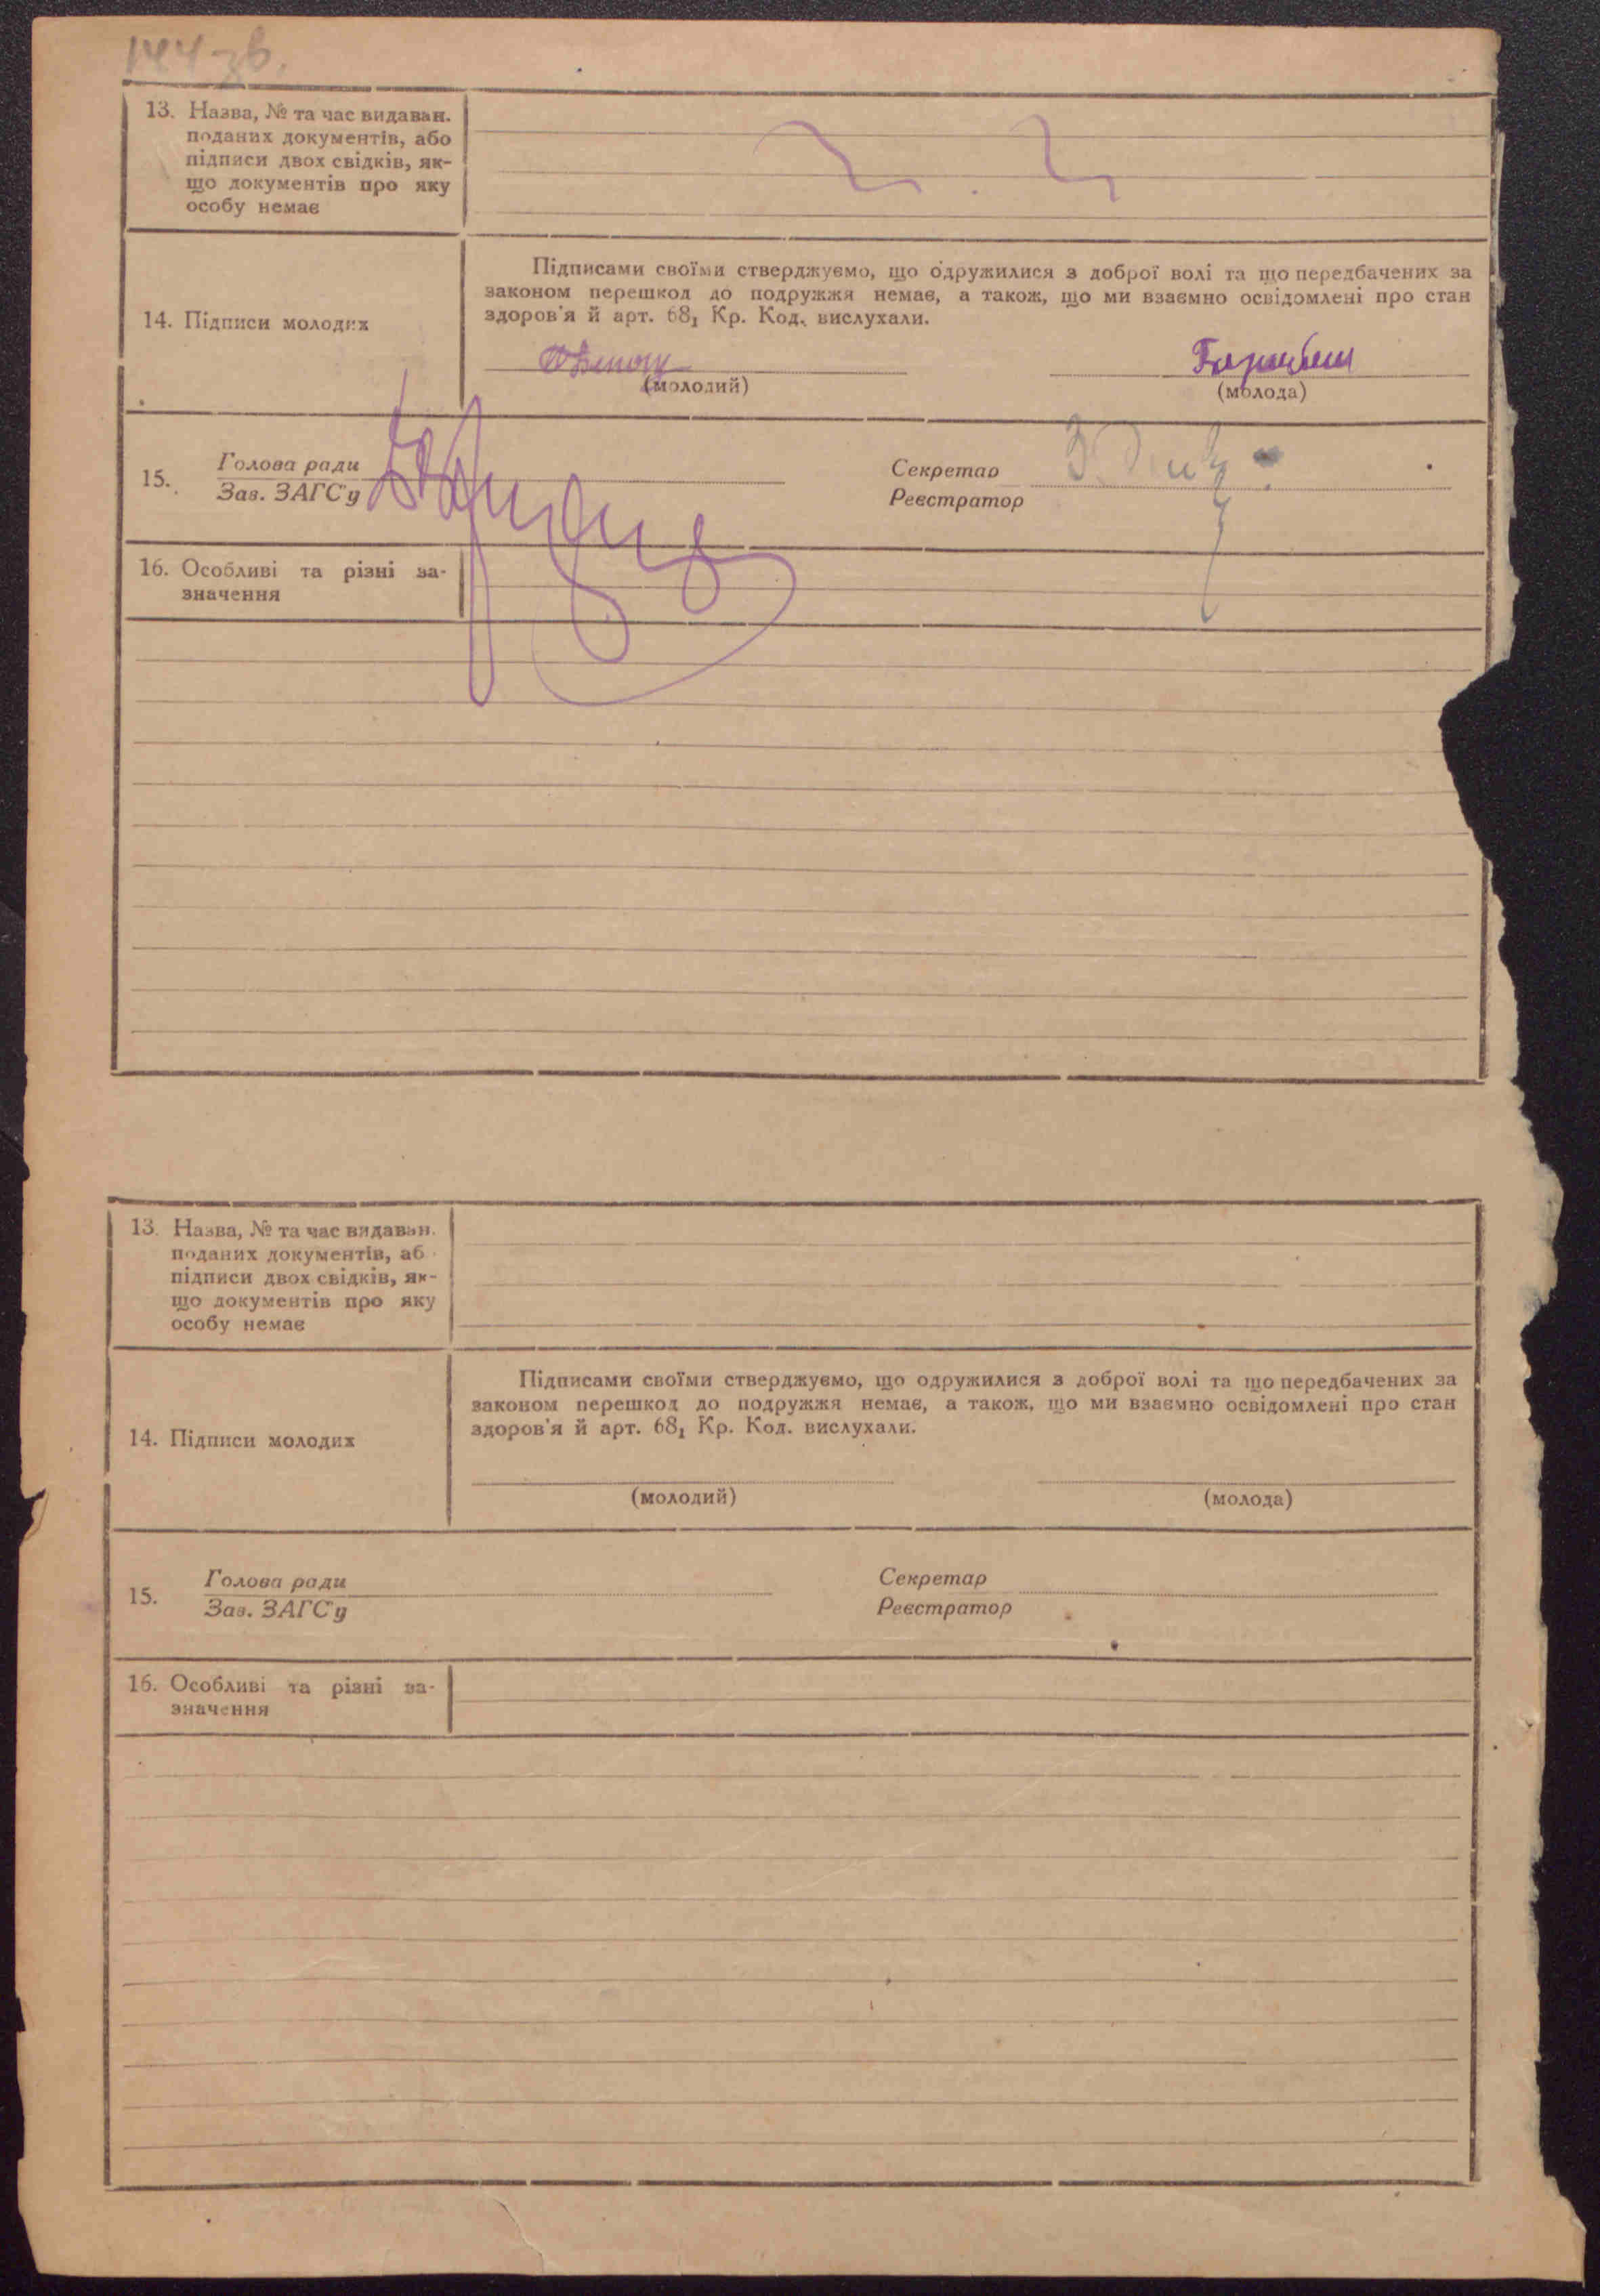 144 зв.
13. Назва, № та час видаван.
поданих документів, або
підписи двох свідків, як-
що документів про яку
особу немає
Підписами своїми стверджуємо, що одружилися з доброї волі та що передбачених за
законом перешкод до подружжя немає, а також, що ми взаємно освідомлені про стан
здоров'я й арт. 68₁ Кр. Код. вислухали.
14. Підписи молодих
(молодий) (молода)
15. Голова ради
Зав. ЗАГС'у
Секретар
Реєстратор
16. Особливі та різні за-
значення
13. Назва, № та час видаван.
поданих документів, аб
підписи двох свідків, як-
що документів про яку
особу немає
Підписами своїми стверджуємо, що одружилися з доброї волі та що передбачених за
законом перешкод до подружжя немає, а також, що ми взаємно освідомлені про стан
здоров'я й арт. 68₁ Кр. Код. вислухали.
14. Підписи молодих
(молодий) (молода)
15. Голова ради
Зав. ЗАГС'у
Секретар
Реєстратор
16. Особливі та різні за-
значення